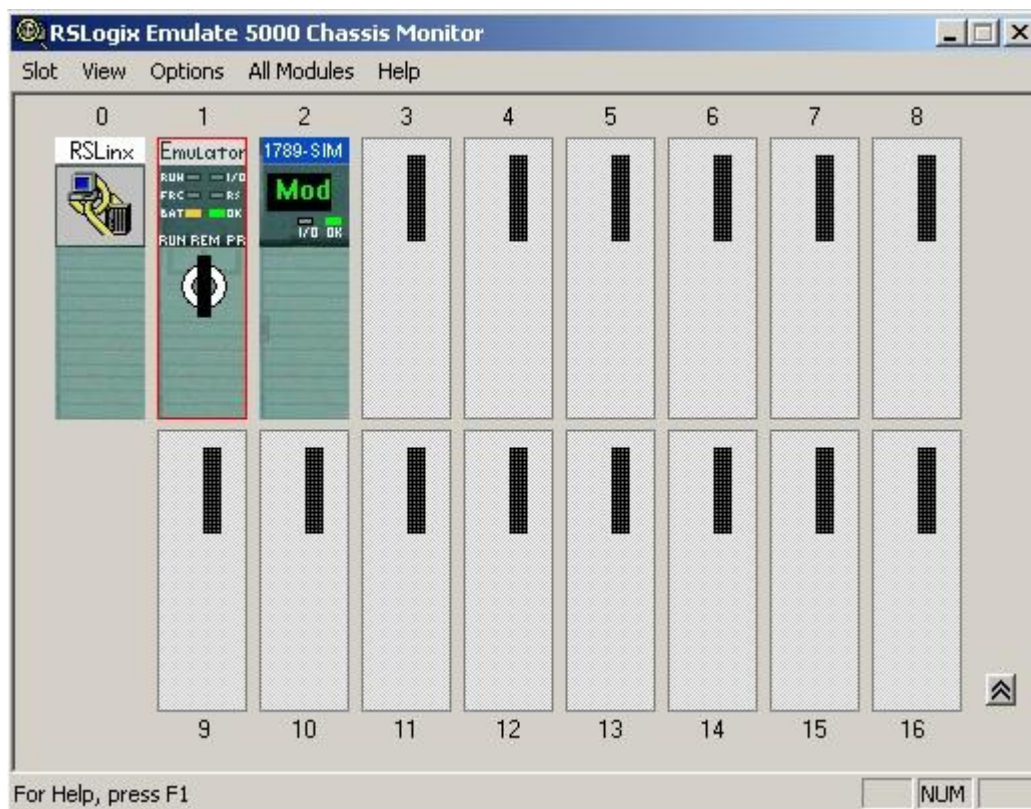 RSLogix Emulate 5000 Chassis Monitor
Slot View Options All Modules Help
0 1 2 3 4 5 6 7 8
RSLinx Emulator 1789-SIM
RUN I/O
FRC RS
BAT OK
Mod
I/O OK
RUN REM PR
9 10 11 12 13 14 15 16
For Help, press F1 NUM